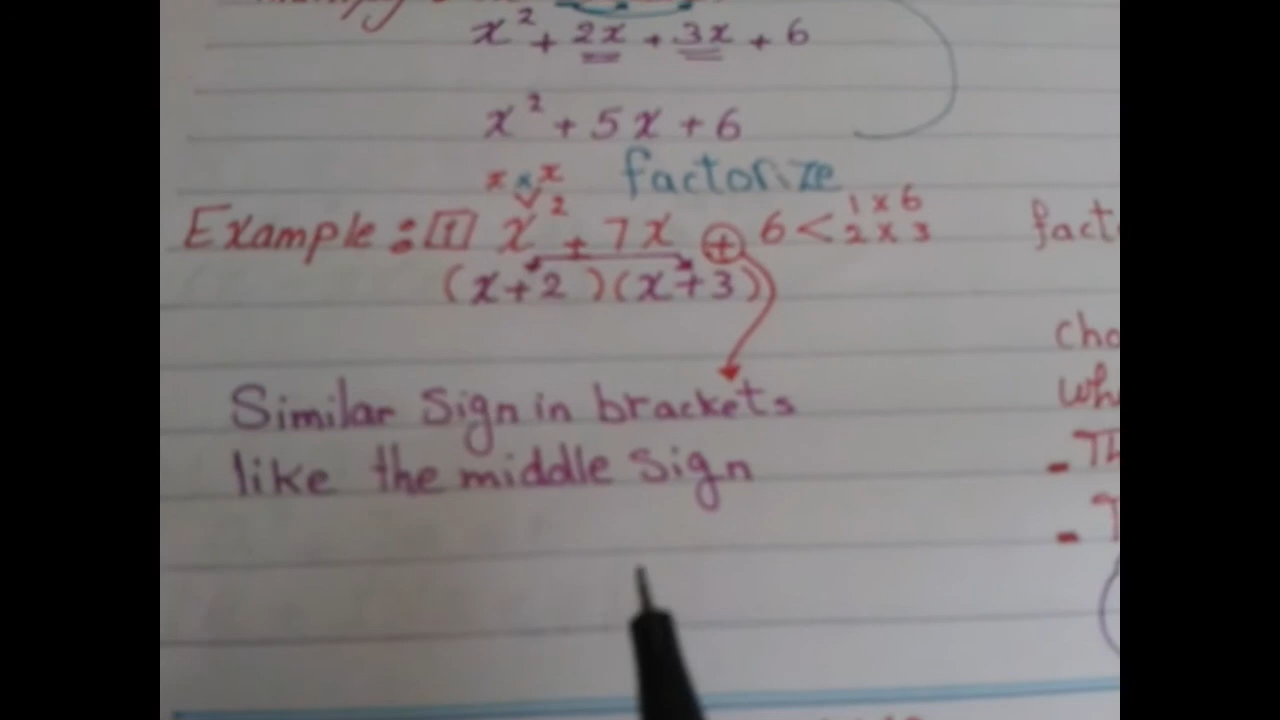 x² + 2x + 3x + 6
x² + 5x + 6
x × x factorize
Example : 1 x² + 7x + 6 < 1 x 6
2 x 3
(x+2)(x+3)
Similar Sign in brackets
like the middle sign